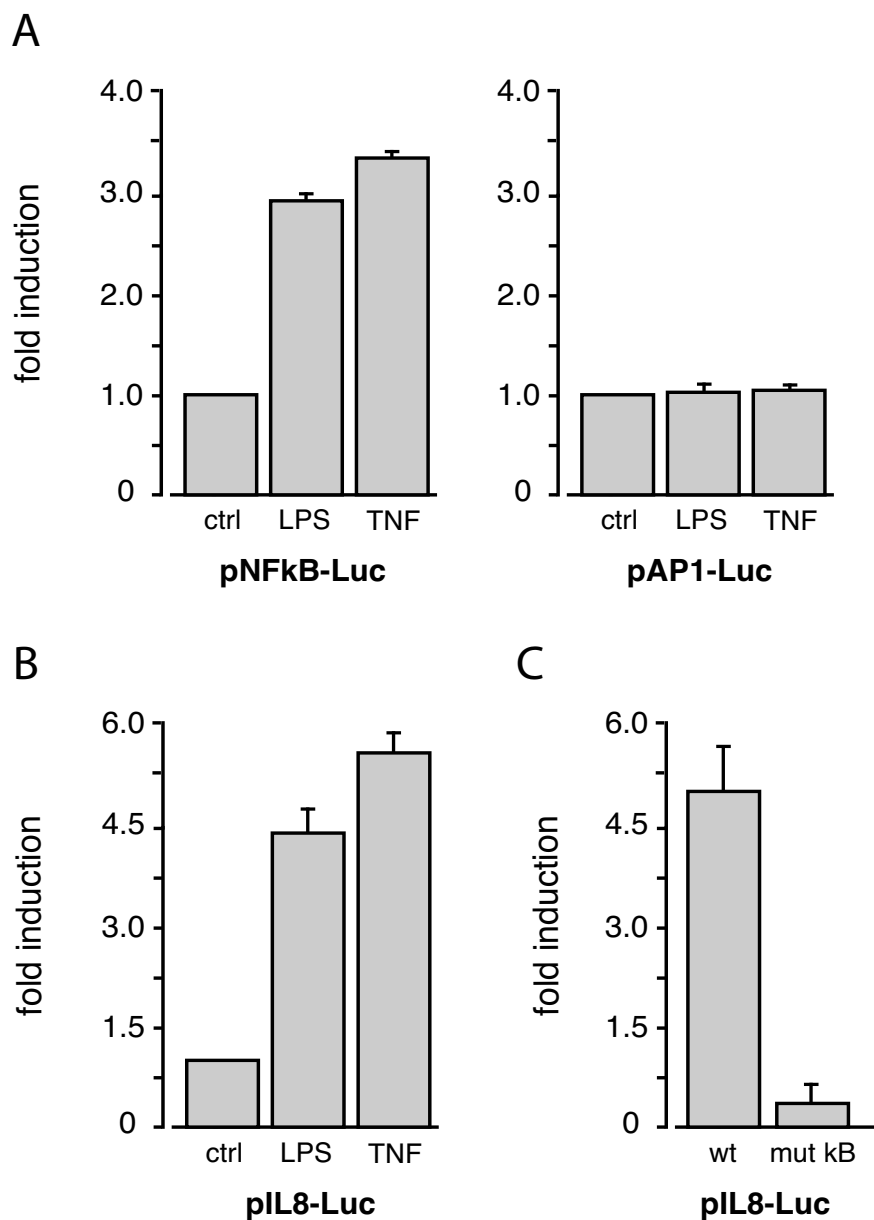 A
fold induction
4.0
3.0
2.0
1.0
0
ctrl LPS TNF
pNFkB-Luc
4.0
3.0
2.0
1.0
0
ctrl LPS TNF
pAP1-Luc
B
fold induction
6.0
4.5
3.0
1.5
0
ctrl LPS TNF
pIL8-Luc
C
fold induction
6.0
4.5
3.0
1.5
0
wt mut kB
pIL8-Luc